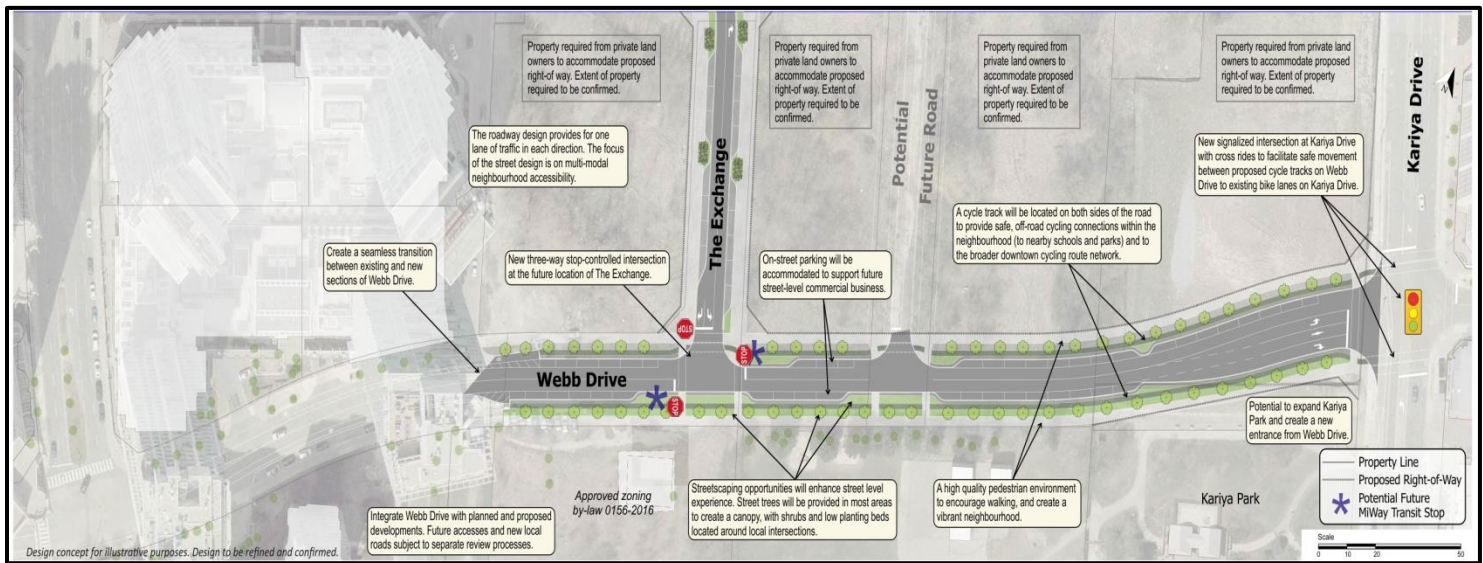 Property required from private land
owners to accommodate proposed
right-of way. Extent of property
required to be confirmed.
Property required from
private land owners to
accommodate proposed
right-of way. Extent of
property required to be
confirmed.
Property required from
private land owners to
accommodate proposed
right-of way. Extent of
property required to be
confirmed.
Property required from private land
owners to accommodate proposed
right-of way. Extent of property
required to be confirmed.
Kariya Drive
N
The roadway design provides for one
lane of traffic in each direction. The focus
of the street design is on multi-modal
neighbourhood accessibility.
The Exchange
Potential
Future Road
New signalized intersection at Kariya Drive
with cross rides to facilitate safe movement
between proposed cycle tracks on Webb
Drive to existing bike lanes on Kariya Drive.
Create a seamless transition
between existing and new
sections of Webb Drive.
New three-way stop-controlled intersection
at the future location of The Exchange.
On-street parking will be
accommodated to support future
street-level commercial business.
A cycle track will be located on both sides of the road
to provide safe, off-road cycling connections within the
neighbourhood (to nearby schools and parks) and to
the broader downtown cycling route network.
STOP
STOP
Webb Drive
STOP
Potential to expand Kariya
Park and create a new
entrance from Webb Drive.
Integrate Webb Drive with planned and proposed
developments. Future accesses and new local
roads subject to separate review processes.
Approved zoning
by-law 0156-2016
Streetscaping opportunities will enhance street level
experience. Street trees will be provided in most areas
to create a canopy, with shrubs and low planting beds
located around local intersections.
A high quality pedestrian environment
to encourage walking, and create a
vibrant neighbourhood.
Kariya Park
Property Line
Proposed Right-of-Way
Potential Future
MiWay Transit Stop
Scale
0 10 20 50
Design concept for illustrative purposes. Design to be refined and confirmed.